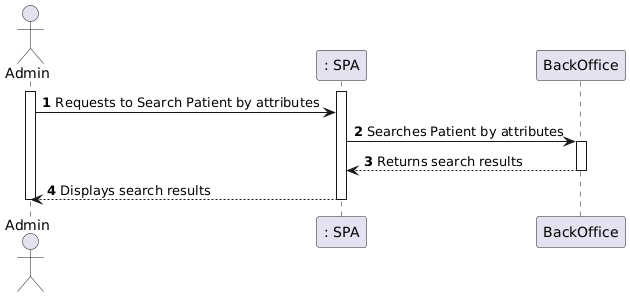 Admin
: SPA
BackOffice
1 Requests to Search Patient by attributes
2 Searches Patient by attributes
3 Returns search results
4 Displays search results
Admin
: SPA
BackOffice